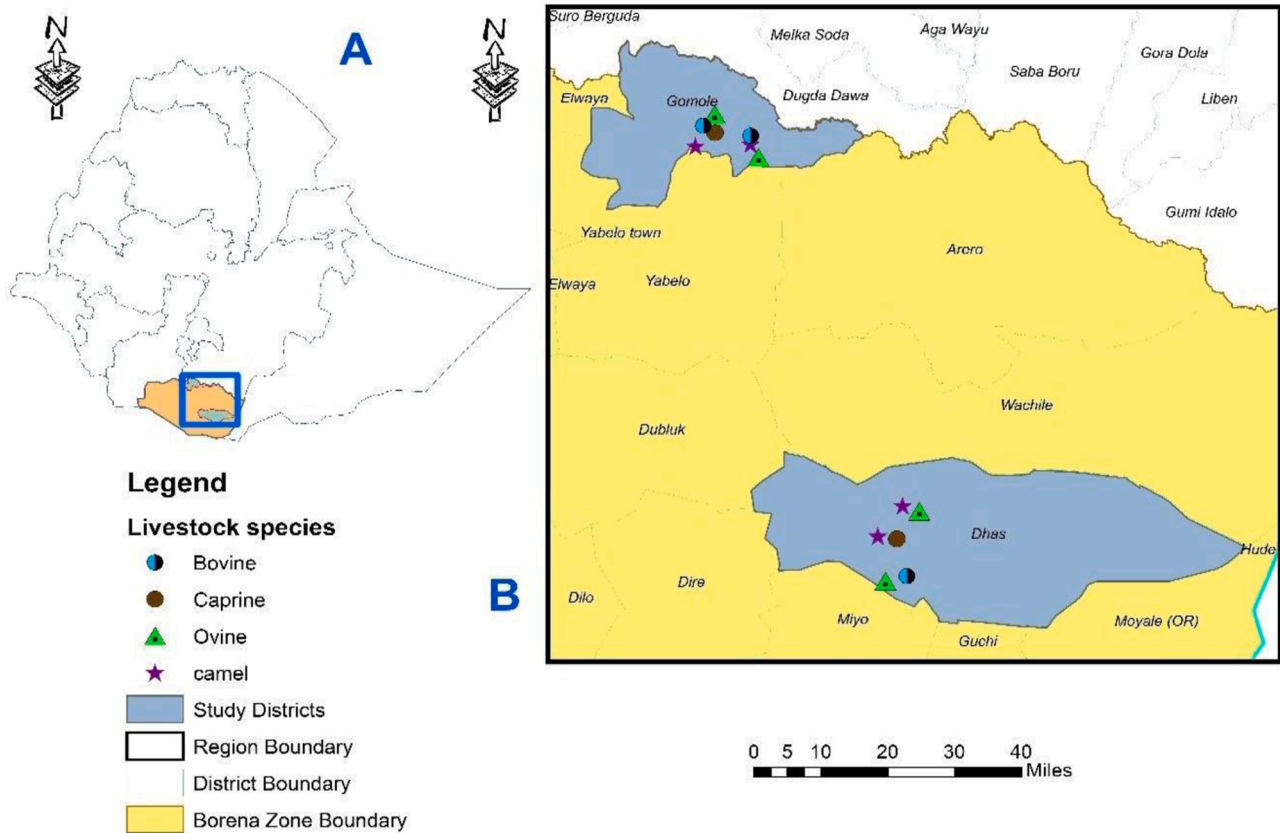 N
A
N
Legend
Livestock species
Bovine
Caprine
Ovine
camel
Study Districts
Region Boundary
District Boundary
Borena Zone Boundary
B
Suro Berguda
Melka Soda
Aga Wayu
Gora Dola
Saba Boru
Elwaya
Gomole
Dugda Dawa
Liben
Gumi Idalo
Yabelo town
Arero
Elwaya
Yabelo
Wachile
Dubluk
Dhas
Hude
Dire
Dilo
Miyo
Moyale (OR)
Guchi
0 5 10 20 30 40
Miles